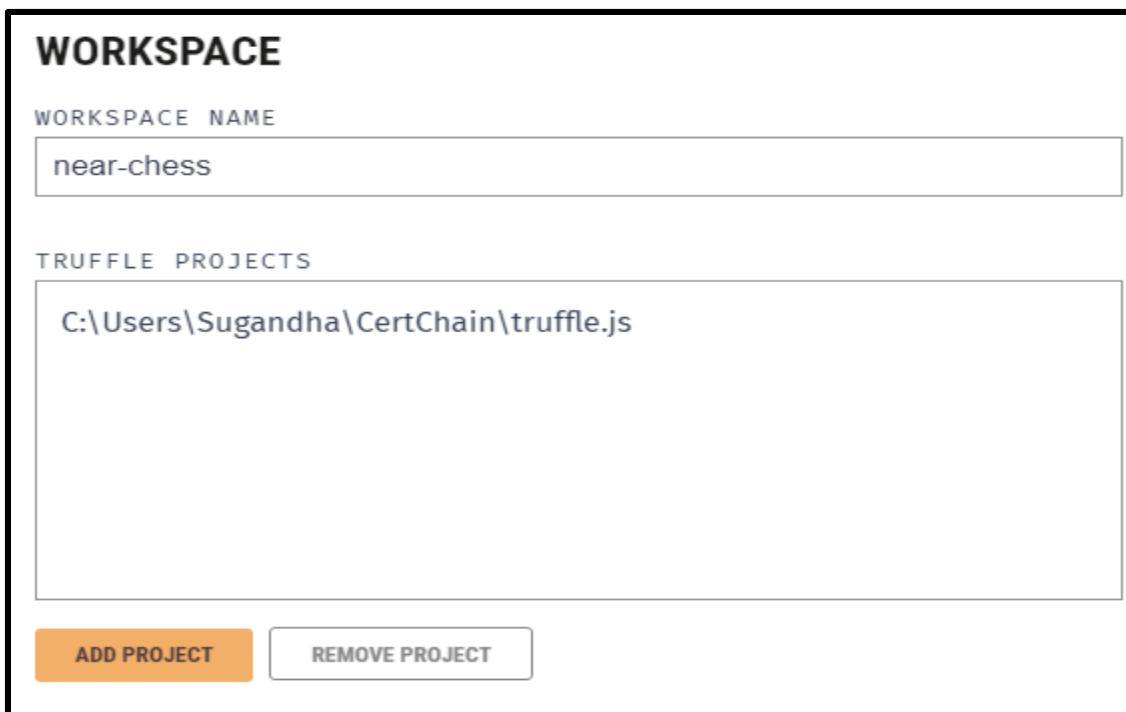 WORKSPACE
WORKSPACE NAME
near-chess
TRUFFLE PROJECTS
C:\Users\Sugandha\CertChain\truffle.js
ADD PROJECT REMOVE PROJECT